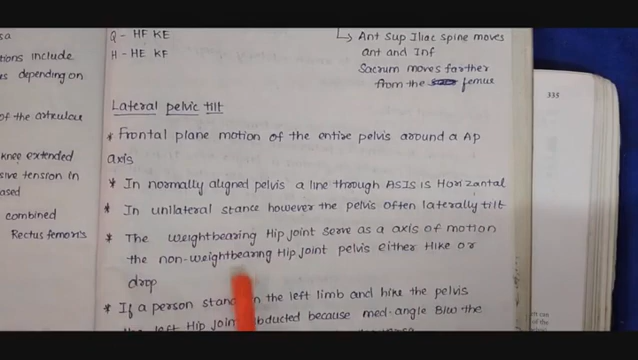 sa
tions include
es depending on
of the articular
knee extended
sive tension in
ased
combined
Rectus femoris
Q - HF KE
H - HE KF
Ant Sup Iliac spine moves
ant and Inf
Sacrum moves farther
from the femur
Lateral pelvic tilt
* Frontal plane motion of the entire pelvis around a AP
axis
* In normally aligned pelvis a line through ASIS is Horizantal
* In unilateral stance however the pelvis often laterally tilt
* The weightbearing Hip Joint serve as a axis of motion
the non-weightbearing Hip Joint pelvis either Hike or
drop
* If a person stand in the left limb and hike the pelvis
the left Hip Joint abducted because med-angle B/w the
335